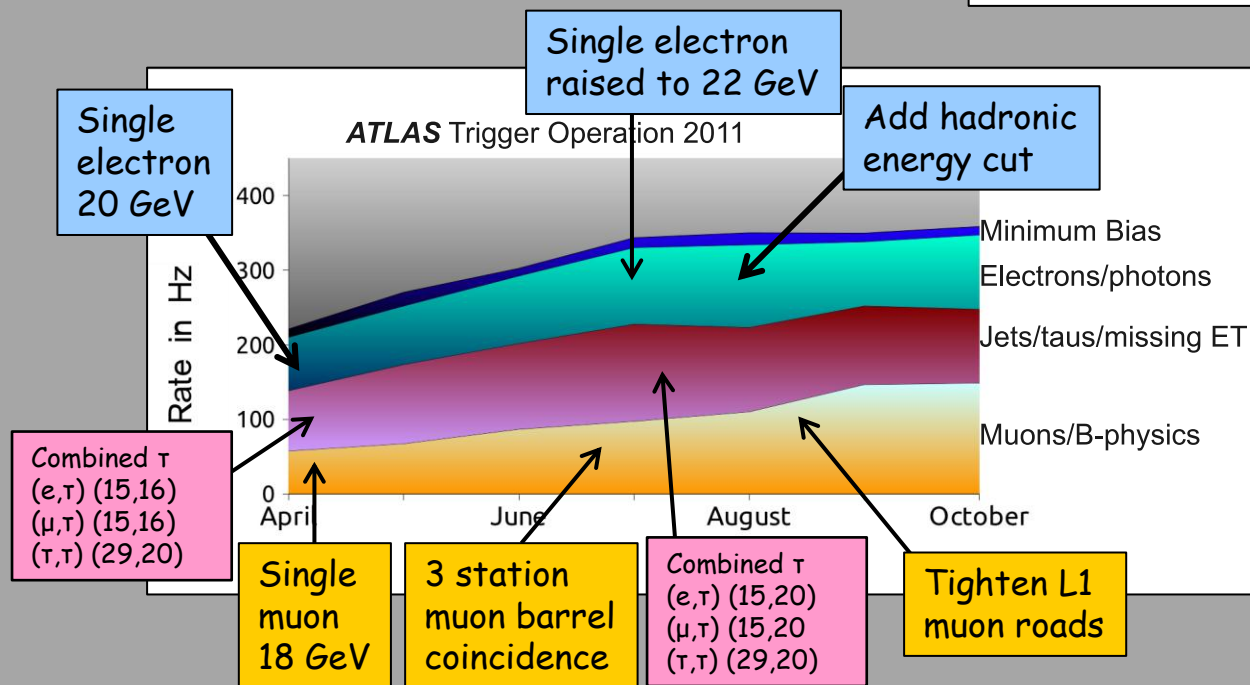 Single electron
raised to 22 GeV
Single
electron
20 GeV
Add hadronic
energy cut
ATLAS Trigger Operation 2011
Rate in Hz
400
300
200
100
0
April
June
August
October
Minimum Bias
Electrons/photons
Jets/taus/missing ET
Muons/B-physics
Combined τ
(e,τ) (15,16)
(μ,τ) (15,16)
(τ,τ) (29,20)
Single
muon
18 GeV
3 station
muon barrel
coincidence
Combined τ
(e,τ) (15,20)
(μ,τ) (15,20
(τ,τ) (29,20)
Tighten L1
muon roads